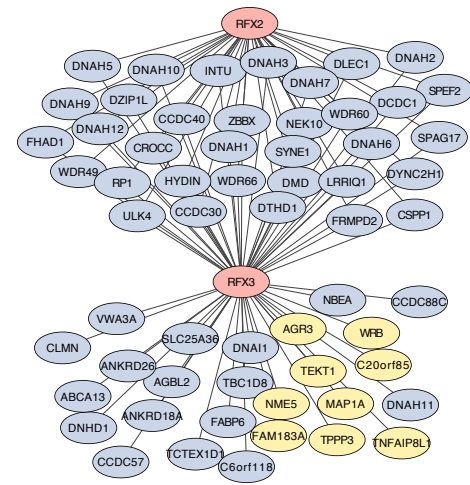 RFX2
DNAH5
DNAH10
INTU
DNAH3
DLEC1
DNAH2
DNAH9
DZIP1L
DNAH7
SPEF2
DNAH12
CCDC40
ZBBX
NEK10
WDR60
DCDC1
FHAD1
CROCC
DNAH1
SYNE1
DNAH6
SPAG17
WDR49
RP1
HYDIN
WDR66
DMD
LRRIQ1
DYNC2H1
ULK4
CCDC30
DTHD1
FRMPD2
CSPP1
RFX3
NBEA
CCDC88C
VWA3A
AGR3
WRB
CLMN
SLC25A36
DNAI1
C20orf85
ANKRD26
TEKT1
ABCA13
AGBL2
TBC1D8
NME5
MAP1A
DNAH11
DNHD1
ANKRD18A
FABP6
FAM183A
TPPP3
TNFAIP8L1
CCDC57
TCTEX1D1
C6orf118